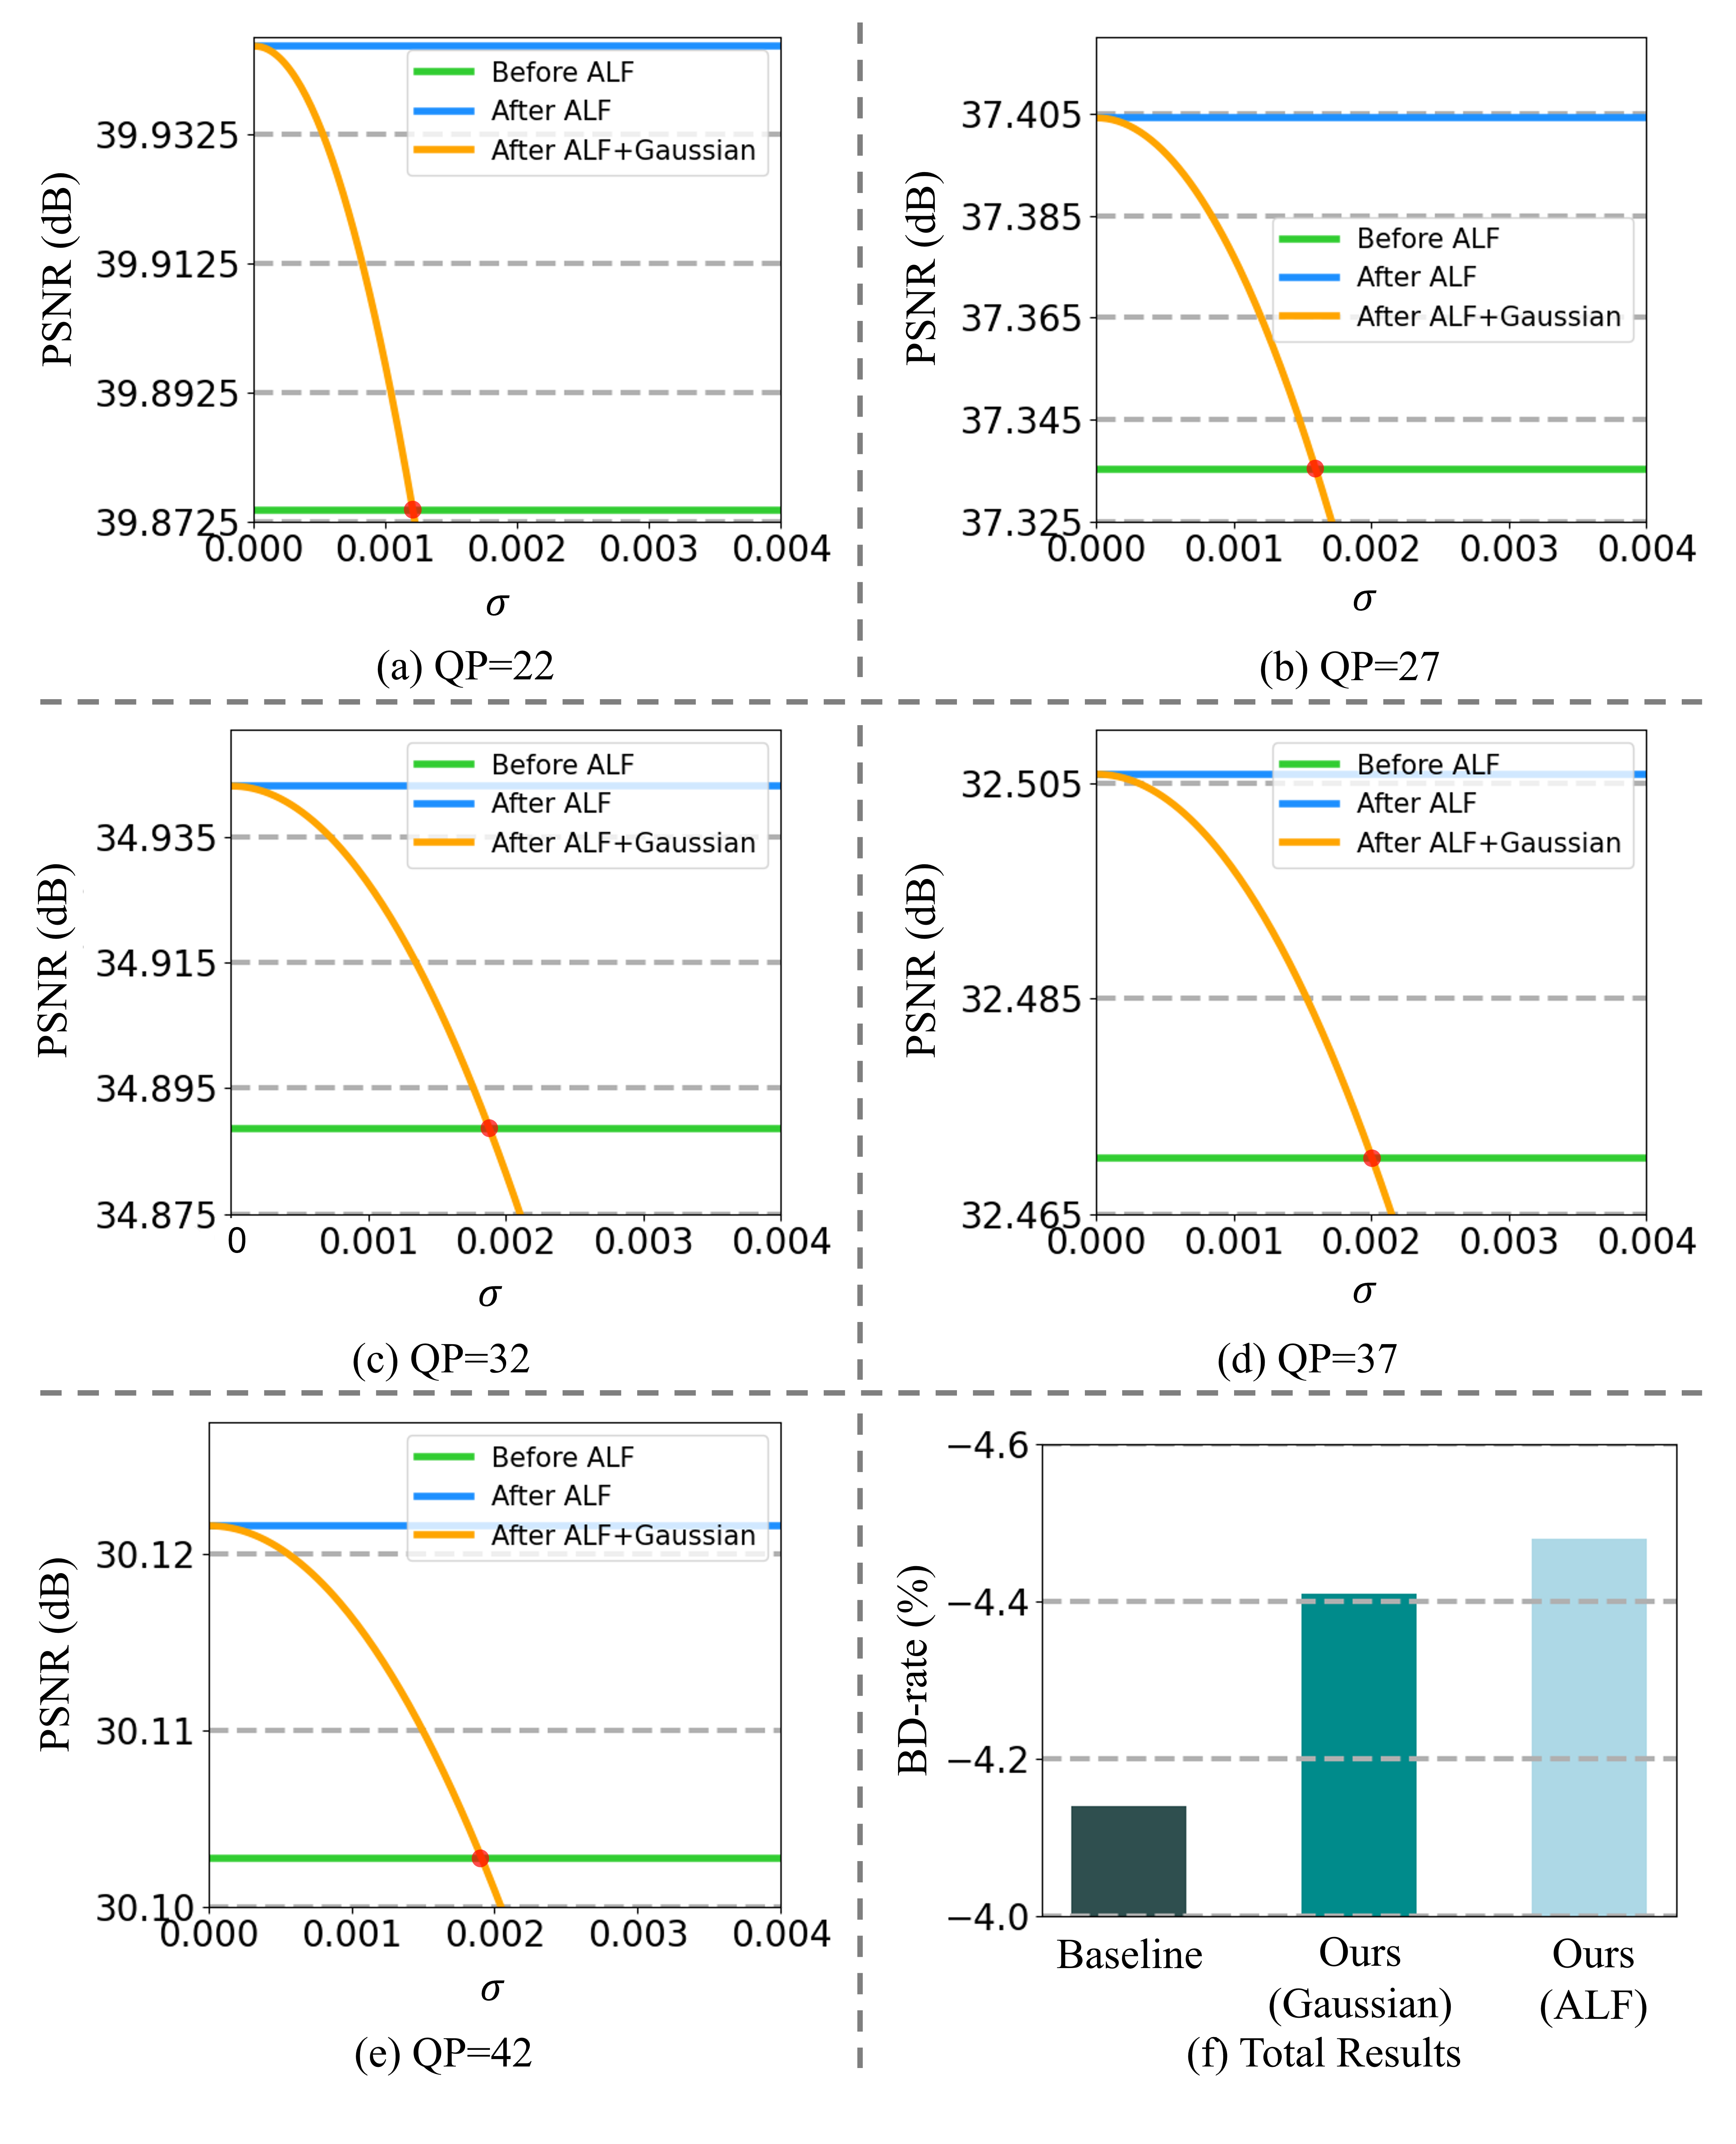 Before ALF
After ALF
After ALF+Gaussian
39.9325
39.9125
39.8925
39.8725
PSNR (dB)
0.000 0.001 0.002 0.003 0.004
σ
(a) QP=22
37.405
37.385
37.365
37.345
37.325
PSNR (dB)
Before ALF
After ALF
After ALF+Gaussian
0.000 0.001 0.002 0.003 0.004
σ
(b) QP=27
Before ALF
After ALF
After ALF+Gaussian
34.935
34.915
34.895
34.875
PSNR (dB)
0 0.001 0.002 0.003 0.004
σ
(c) QP=32
Before ALF
After ALF
After ALF+Gaussian
32.505
32.485
32.465
PSNR (dB)
0.000 0.001 0.002 0.003 0.004
σ
(d) QP=37
Before ALF
After ALF
After ALF+Gaussian
30.12
30.11
30.10
PSNR (dB)
0.000 0.001 0.002 0.003 0.004
σ
(e) QP=42
−4.6
−4.4
−4.2
−4.0
BD-rate (%)
Baseline
Ours
(Gaussian)
Ours
(ALF)
(f) Total Results